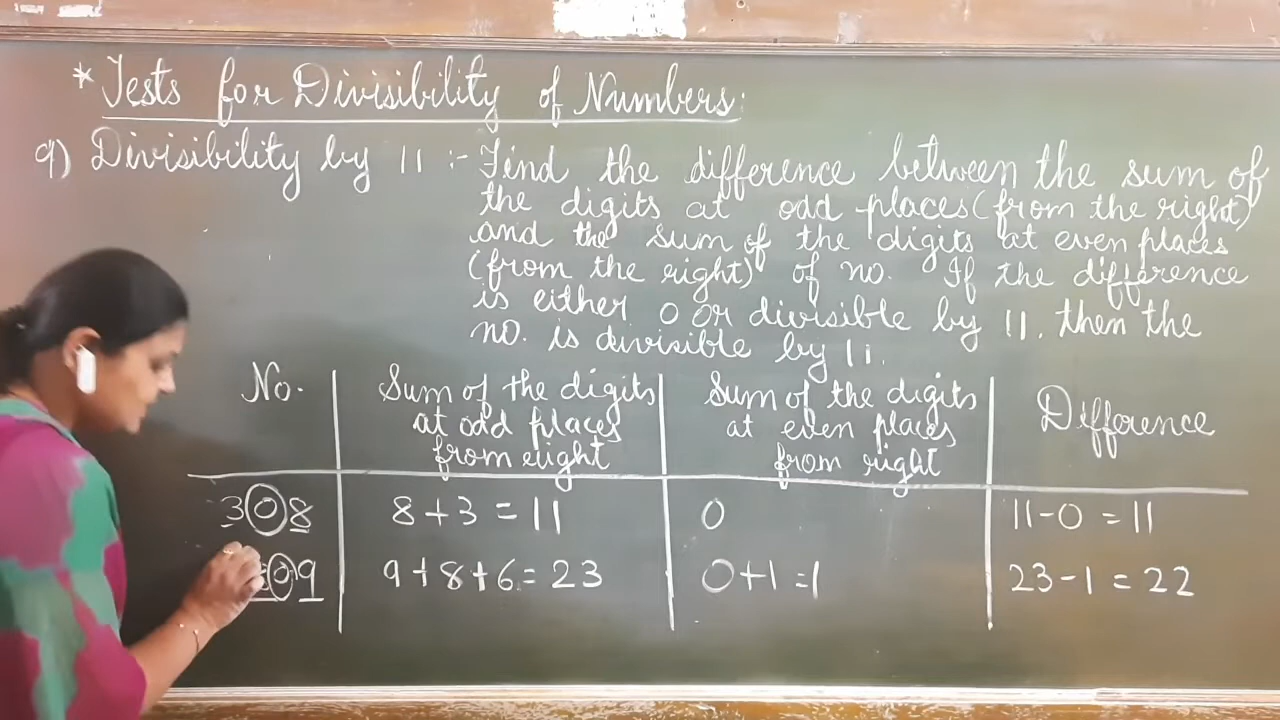 * Tests for Divisibility of Numbers:
9) Divisibility by 11 :- Find the difference between the sum of
the digits at odd places (from the right)
and the sum of the digits at even places
(from the right) of no. If the difference
is either 0 or divisible by 11, then the
no. is divisible by 11.
No. Sum of the digits Sum of the digits Difference
at odd places at even places
from right from right
308 8+3=11 0 11-0=11
09 9+8+6=23 0+1=1 23-1=22